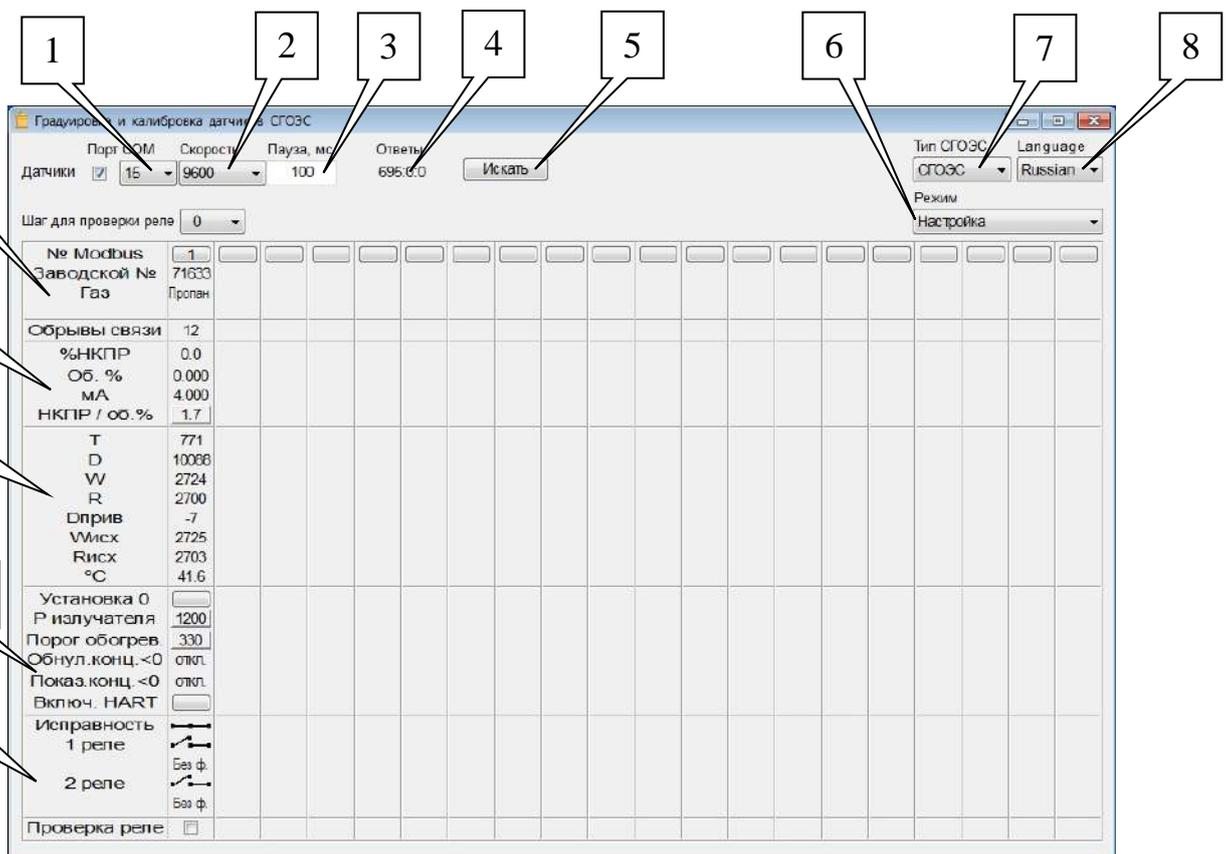 1 2 3 4 5 6 7 8
Градуировка и калибровка датчиков СГОЭС
Порт COM Скорость Пауза, мс Ответы Тип СГОЭС Language
Датчики 15 9600 100 695:0:0 Искать СГОЭС Russian
Режим
Шаг для проверки реле 0 Настройка
№ Modbus 1
Заводской № 71633
Газ Пропан
Обрывы связи 12
%НКПР 0.0
Об. % 0.000
мА 4.000
НКПР / об.% 1.7
T 771
D 10086
W 2724
R 2700
Dприв -7
Wисх 2725
Rисх 2703
°C 41.6
Установка 0
P излучателя 1200
Порог обогрев. 330
Обнул.конц.<0 откл.
Показ.конц.<0 откл.
Включ. HART
Исправность
1 реле
Без ф.
2 реле
Без ф.
Проверка реле